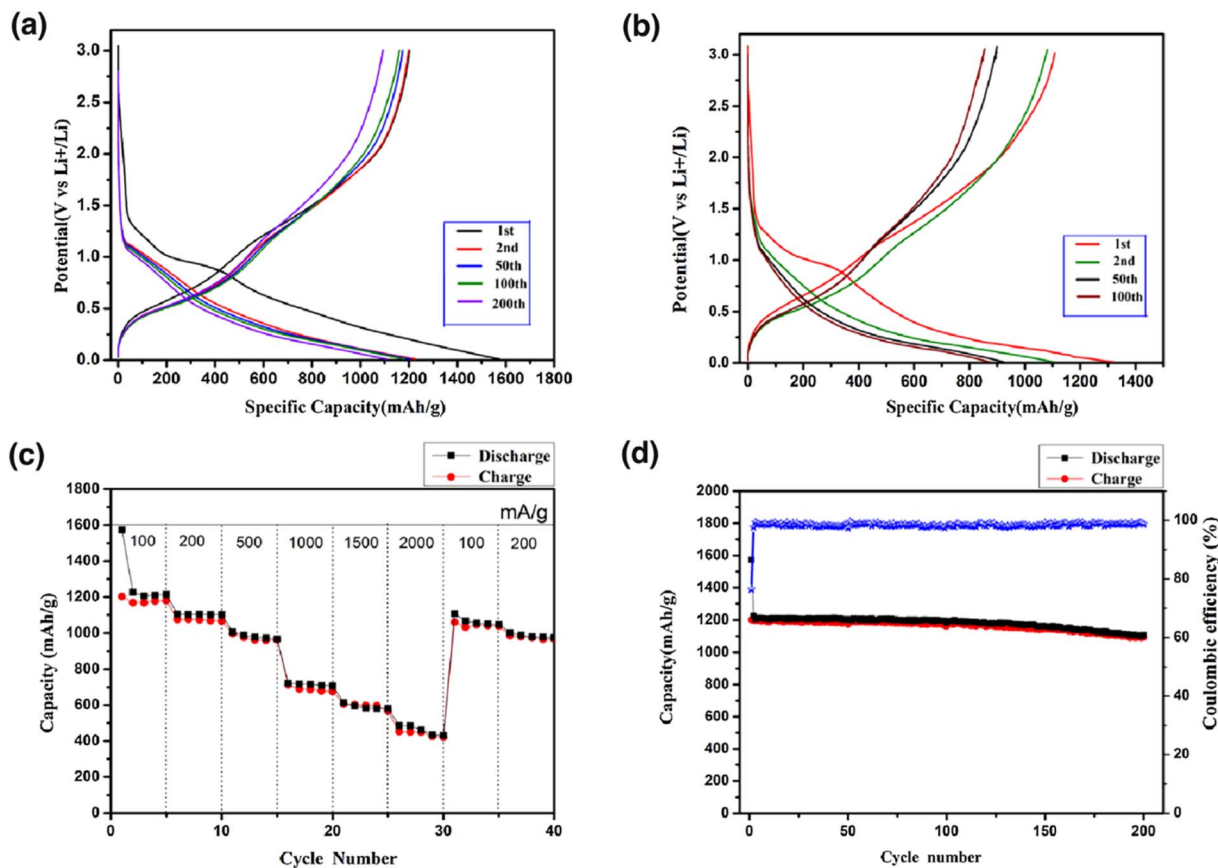 (a)
3.0
2.5
2.0
1.5
1.0
0.5
0.0
Potential(V vs Li+/Li)
1st
2nd
50th
100th
200th
0 200 400 600 800 1000 1200 1400 1600 1800
Specific Capacity(mAh/g)
(b)
3.0
2.5
2.0
1.5
1.0
0.5
0.0
Potential(V vs Li+/Li)
1st
2nd
50th
100th
0 200 400 600 800 1000 1200 1400
Specific Capacity(mAh/g)
(c)
Discharge
Charge
1800
1600
1400
1200
1000
800
600
400
200
0
Capacity (mAh/g)
mA/g
100 200 500 1000 1500 2000 100 200
0 10 20 30 40
Cycle Number
(d)
Discharge
Charge
2000
1800
1600
1400
1200
1000
800
600
400
200
0
Capacity(mAh/g)
100
80
60
40
20
0
Coulombic efficiency (%)
0 50 100 150 200
Cycle number